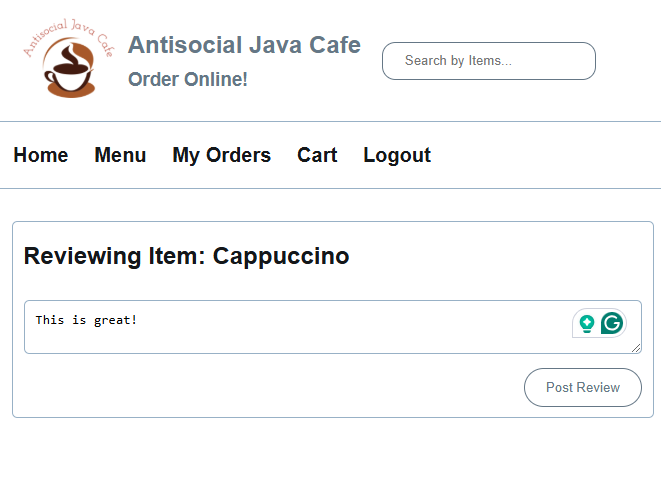 Antisocial Java Cafe
Antisocial Java Cafe
Order Online!
Search by Items...
Home Menu My Orders Cart Logout
Reviewing Item: Cappuccino
This is great!
G
Post Review